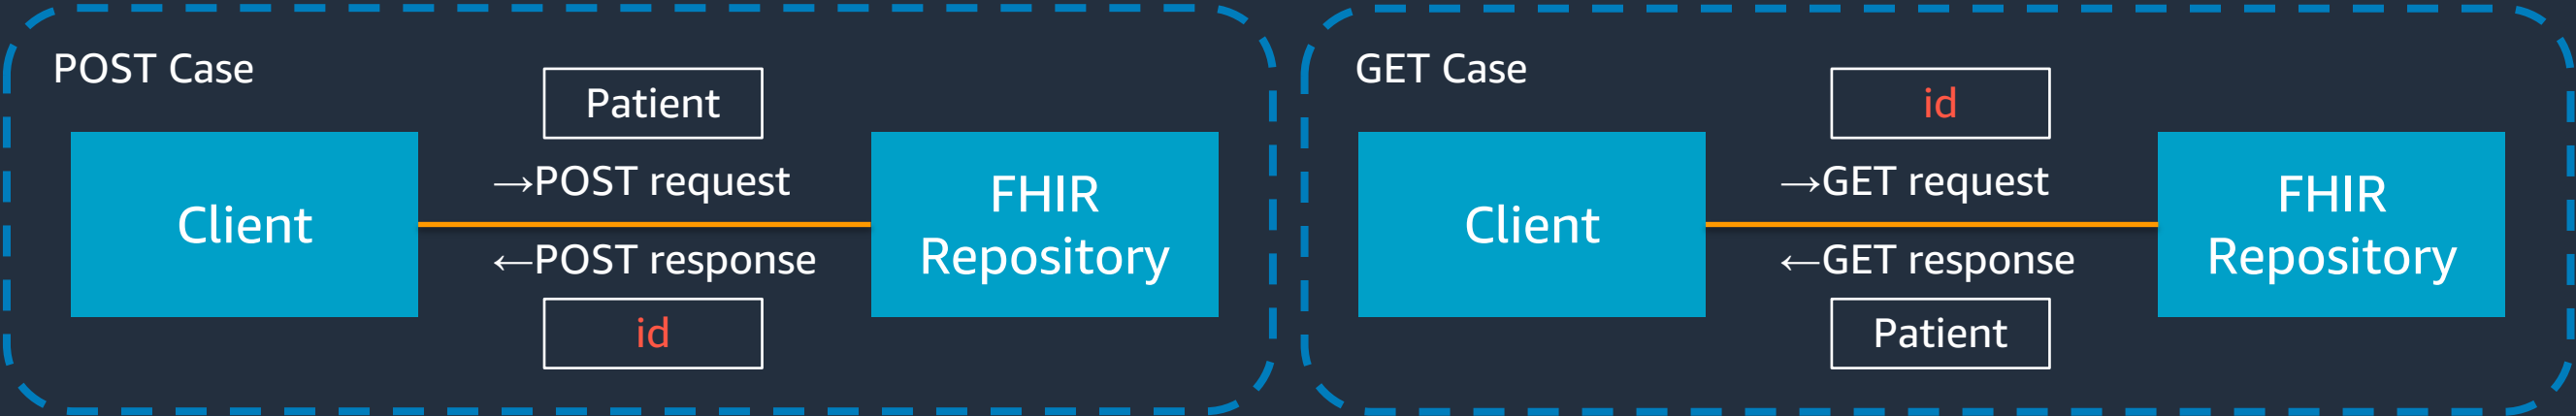 POST Case
Patient
Client
→POST request
←POST response
id
FHIR
Repository
GET Case
id
Client
→GET request
←GET response
Patient
FHIR
Repository